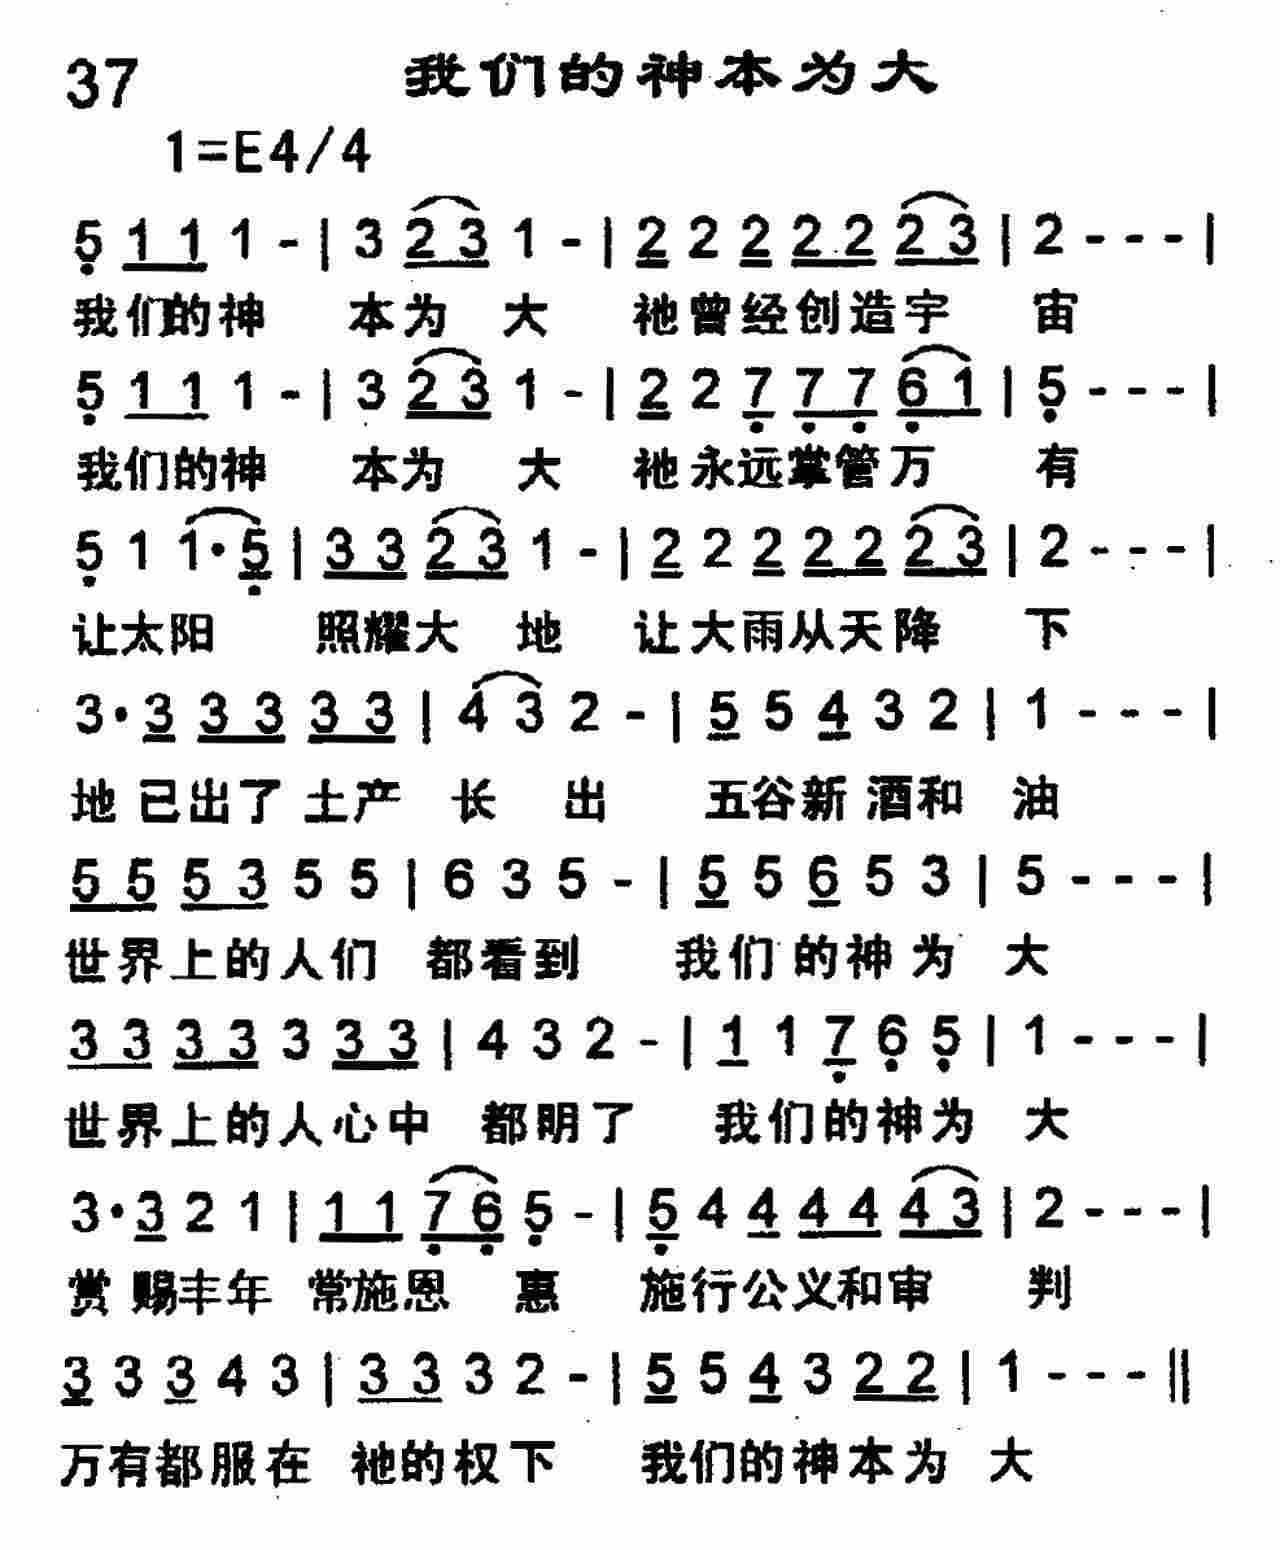 37 我们的神本为大
1=E4/4
5 1 1 1 - | 3 2 3 1 - | 2 2 2 2 2 2 3 | 2 - - - |
我们的神 本为 大 祂曾经创造宇 宙
5 1 1 1 - | 3 2 3 1 - | 2 2 7 7 7 6 1 | 5 - - - |
我们的神 本为 大 祂永远掌管万 有
5 1 1·5 | 3 3 2 3 1 - | 2 2 2 2 2 2 3 | 2 - - - |
让太阳 照耀大 地 让大雨从天降 下
3·3 3 3 3 3 | 4 3 2 - | 5 5 4 3 2 | 1 - - - |
地 已出了 土产 长 出 五谷新 酒和 油
5 5 5 3 5 5 | 6 3 5 - | 5 5 6 5 3 | 5 - - - |
世界上的人们 都看到 我们 的神 为 大
3 3 3 3 3 3 3 | 4 3 2 - | 1 1 7 6 5 | 1 - - - |
世界上的人心中 都明了 我们的神为 大
3·3 2 1 | 1 1 7 6 5 - | 5 4 4 4 4 4 3 | 2 - - - |
赏 赐丰年 常施恩 惠 施行公义和审 判
3 3 3 4 3 | 3 3 3 2 - | 5 5 4 3 2 2 | 1 - - - ||
万有都服在 祂的权下 我们的神本为 大